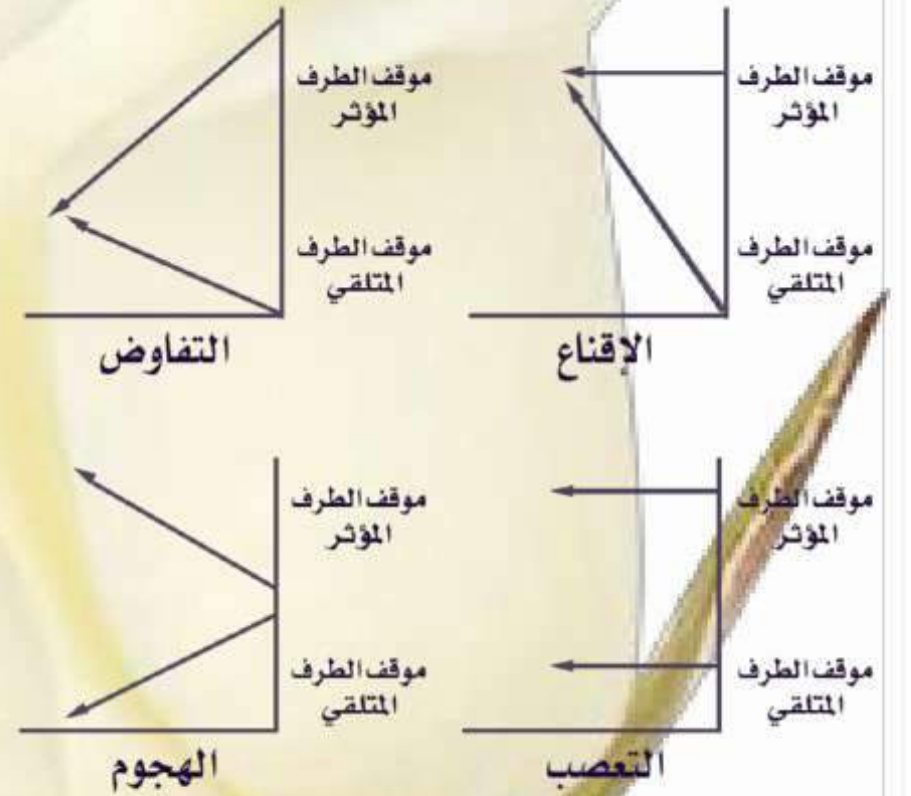 موقف الطرف
المؤثر
موقف الطرف
المتلقي
الإقناع
موقف الطرف
المؤثر
موقف الطرف
المتلقي
التفاوض
موقف الطرف
المؤثر
موقف الطرف
المتلقي
التعصب
موقف الطرف
المؤثر
موقف الطرف
المتلقي
الهجوم